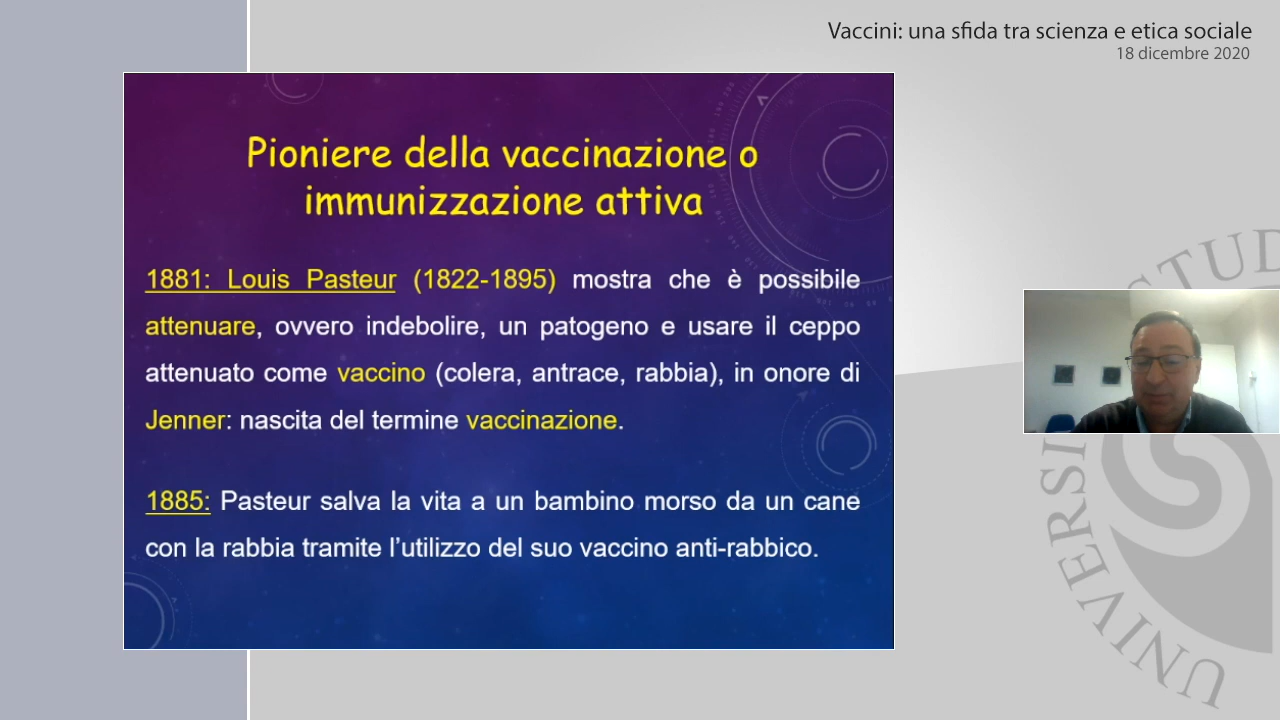 Vaccini: una sfida tra scienza e etica sociale
18 dicembre 2020
Pioniere della vaccinazione o
immunizzazione attiva
1881: Louis Pasteur (1822-1895) mostra che è possibile
attenuare, ovvero indebolire, un patogeno e usare il ceppo
attenuato come vaccino (colera, antrace, rabbia), in onore di
Jenner: nascita del termine vaccinazione.
1885: Pasteur salva la vita a un bambino morso da un cane
con la rabbia tramite l’utilizzo del suo vaccino anti-rabbico.
STUD
UNIVERSI